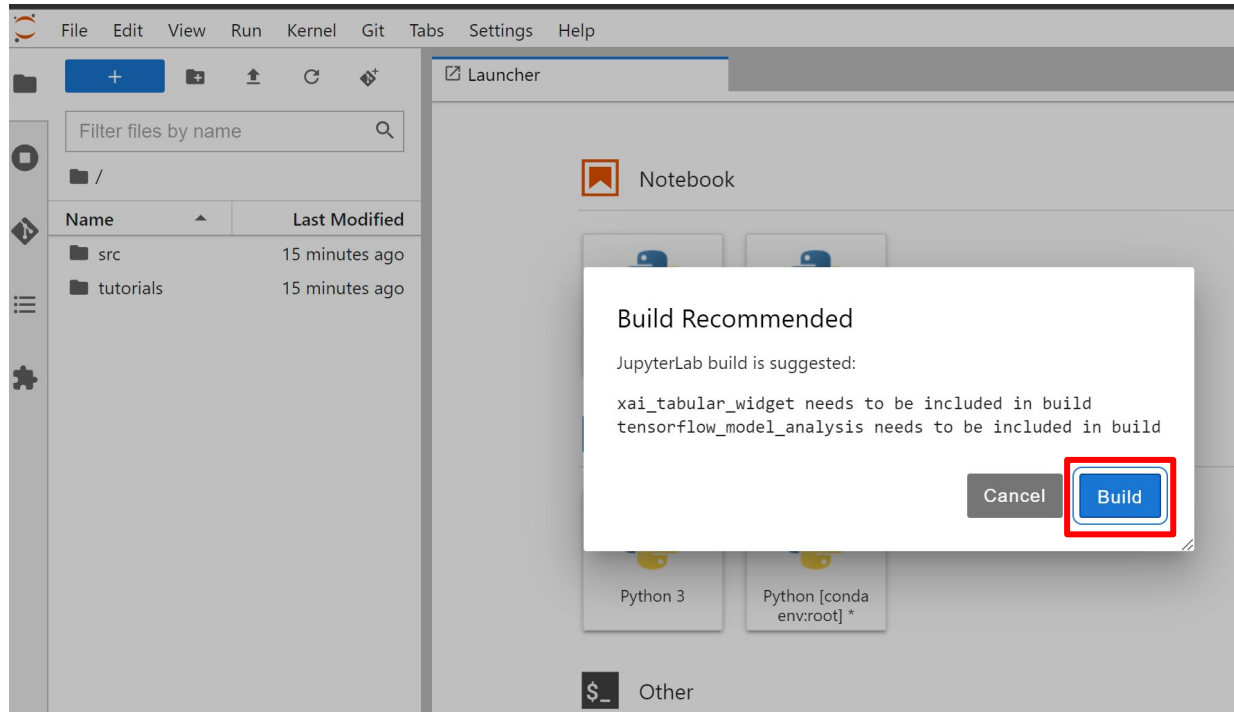 File Edit View Run Kernel Git Tabs Settings Help
+
Launcher
Filter files by name
/
Name Last Modified
src 15 minutes ago
tutorials 15 minutes ago
Notebook
Build Recommended
JupyterLab build is suggested:
xai_tabular_widget needs to be included in build
tensorflow_model_analysis needs to be included in build
Cancel Build
Python 3
Python [conda
env:root] *
$_ Other